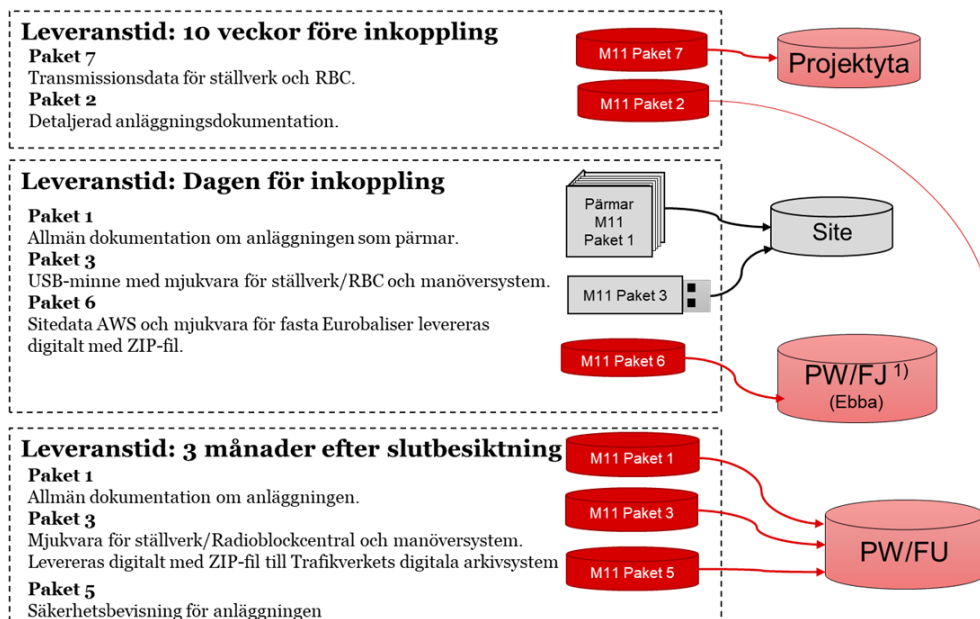 Leveranstid: 10 veckor före inkoppling
Paket 7
Transmissionsdata för ställverk och RBC.
Paket 2
Detaljerad anläggningsdokumentation.
M11 Paket 7
M11 Paket 2
Projektyta
Leveranstid: Dagen för inkoppling
Paket 1
Allmän dokumentation om anläggningen som pärmar.
Paket 3
USB-minne med mjukvara för ställverk/RBC och manöversystem.
Paket 6
Sitedata AWS och mjukvara för fasta Eurobaliser levereras
digitalt med ZIP-fil.
Pärmar
M11
Paket 1
M11 Paket 3
M11 Paket 6
Site
PW/FJ 1)
(Ebba)
Leveranstid: 3 månader efter slutbesiktning
Paket 1
Allmän dokumentation om anläggningen.
Paket 3
Mjukvara för ställverk/Radioblockcentral och manöversystem.
Levereras digitalt med ZIP-fil till Trafikverkets digitala arkivsystem
Paket 5
Säkerhetsbevisning för anläggningen
M11 Paket 1
M11 Paket 3
M11 Paket 5
PW/FU